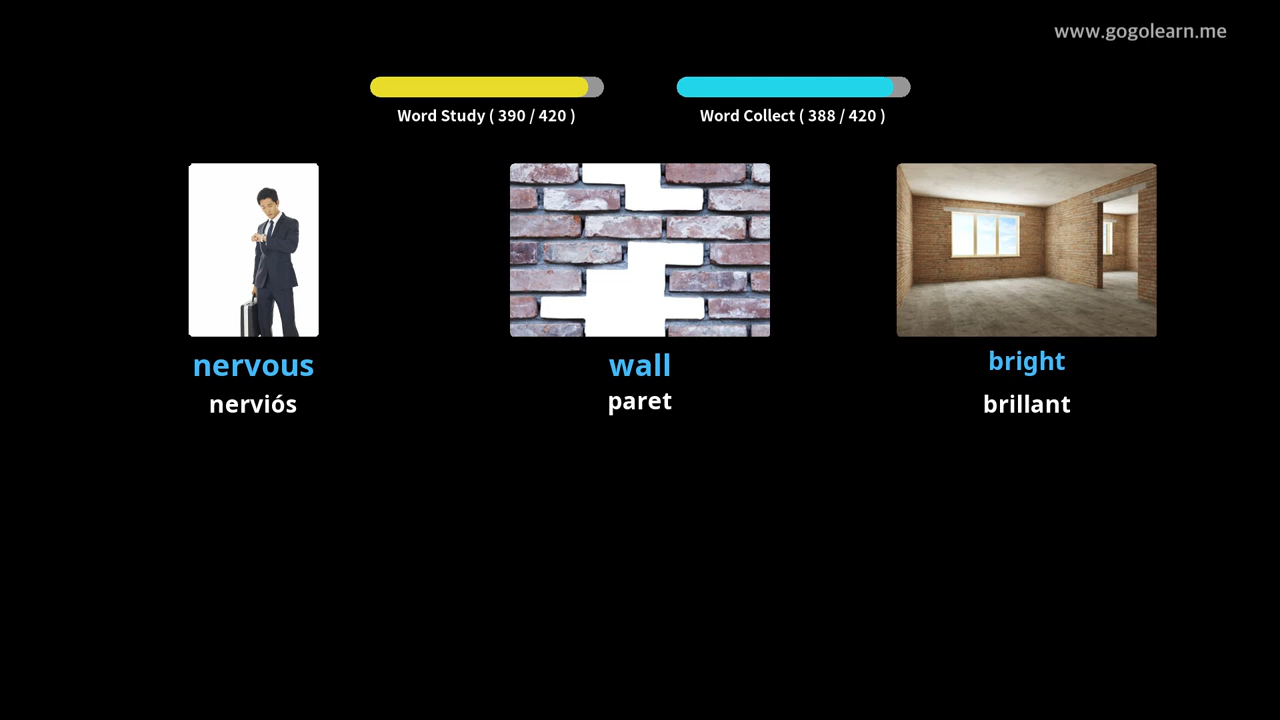 www.gogolearn.me
Word Study ( 390 / 420 )
Word Collect ( 388 / 420 )
nervous
nerviós
wall
paret
bright
brillant